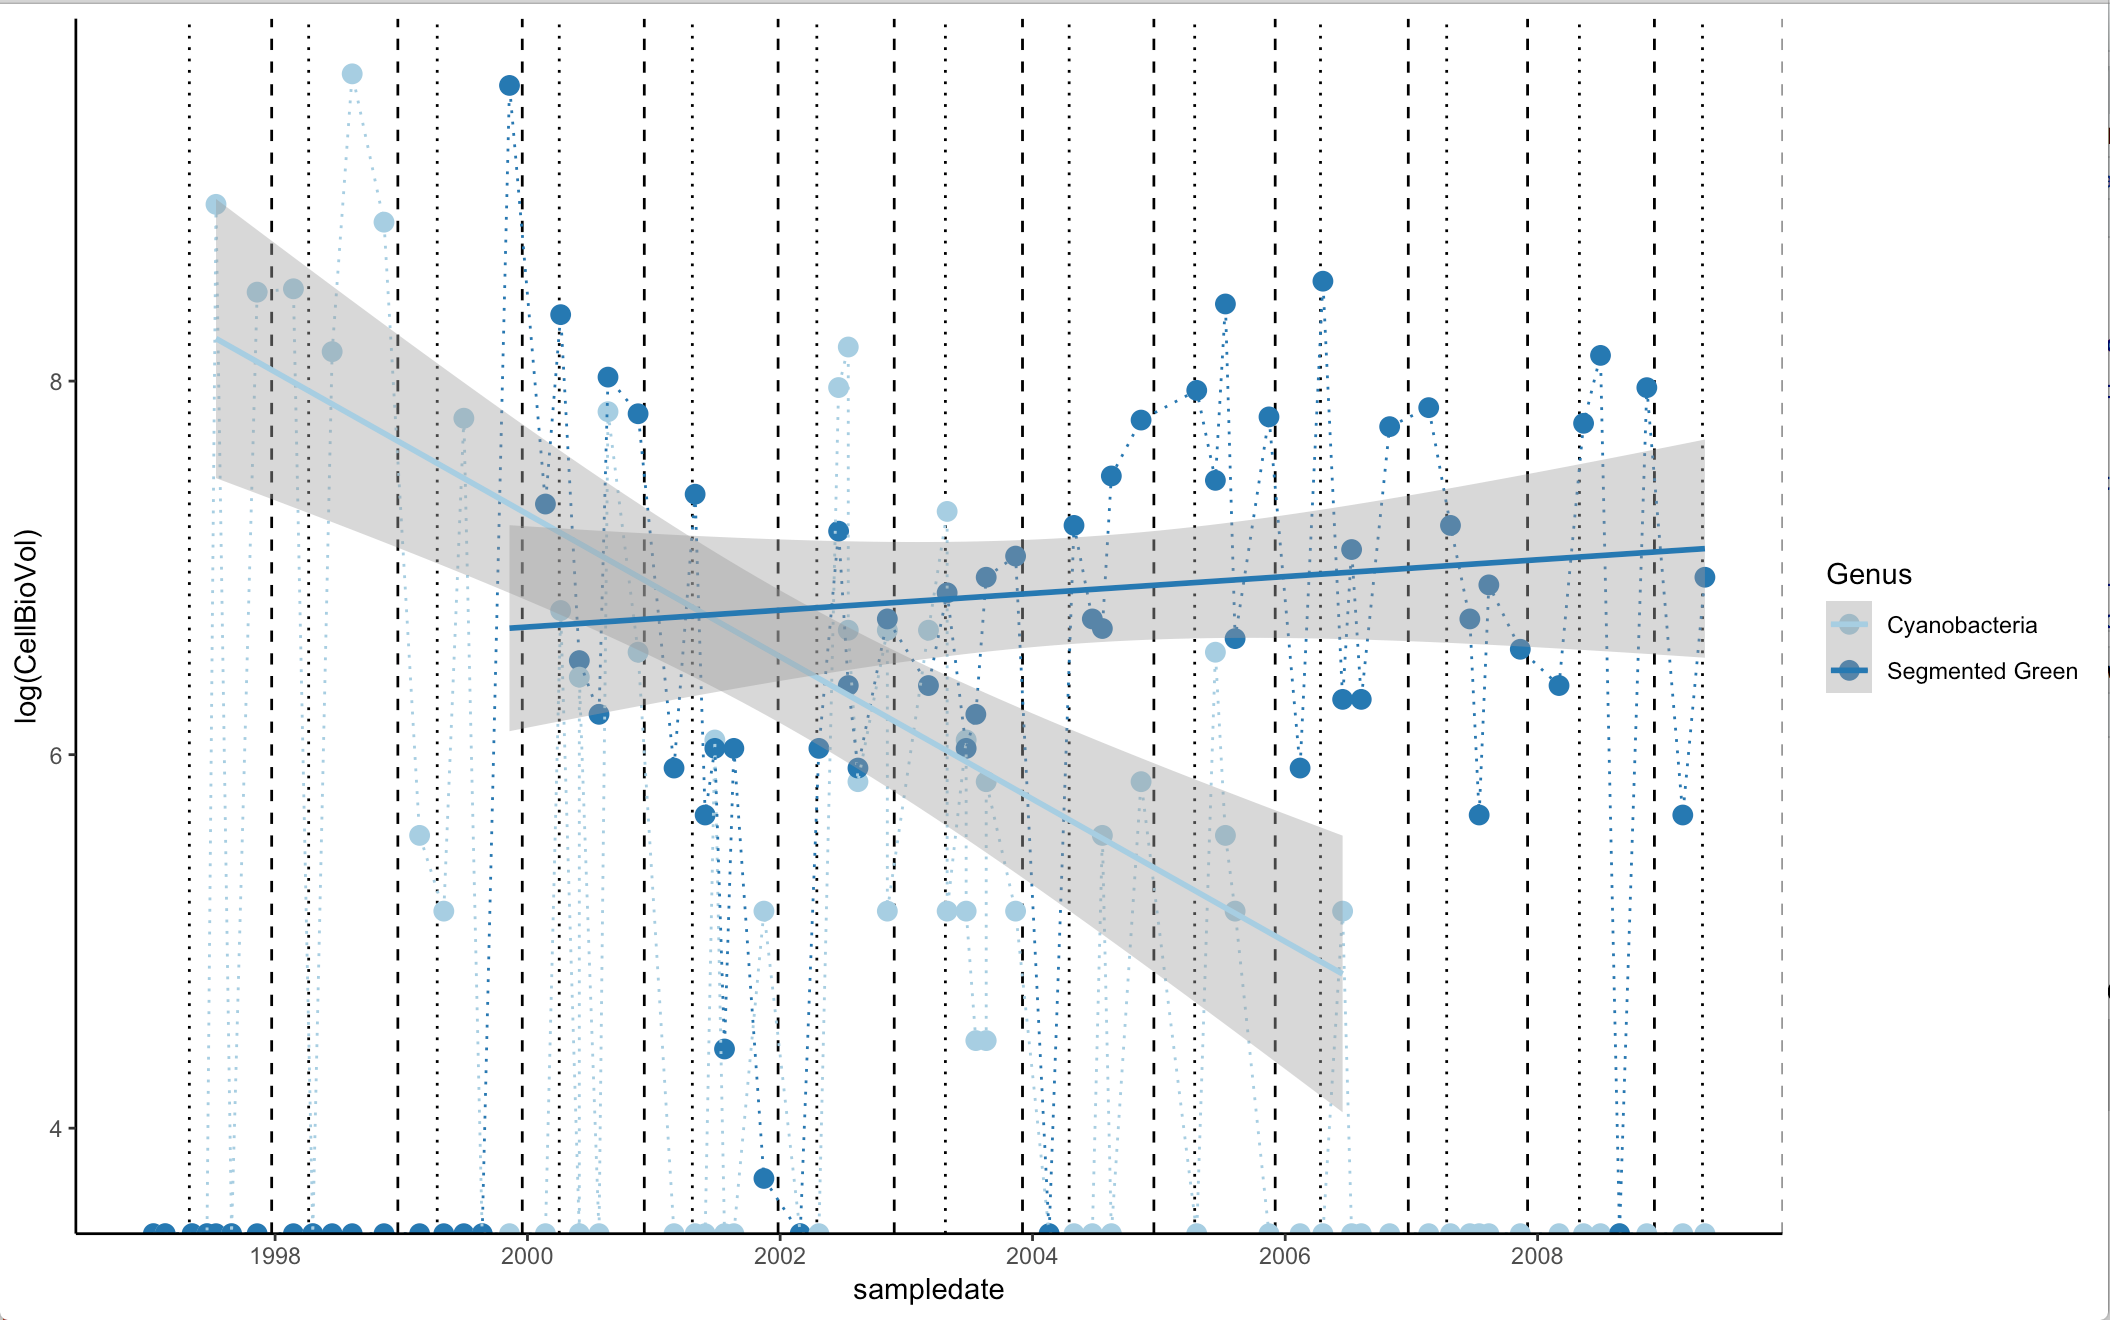 log(CellBioVol)
8
6
4
1998 2000 2002 2004 2006 2008
sampledate
Genus
Cyanobacteria
Segmented Green